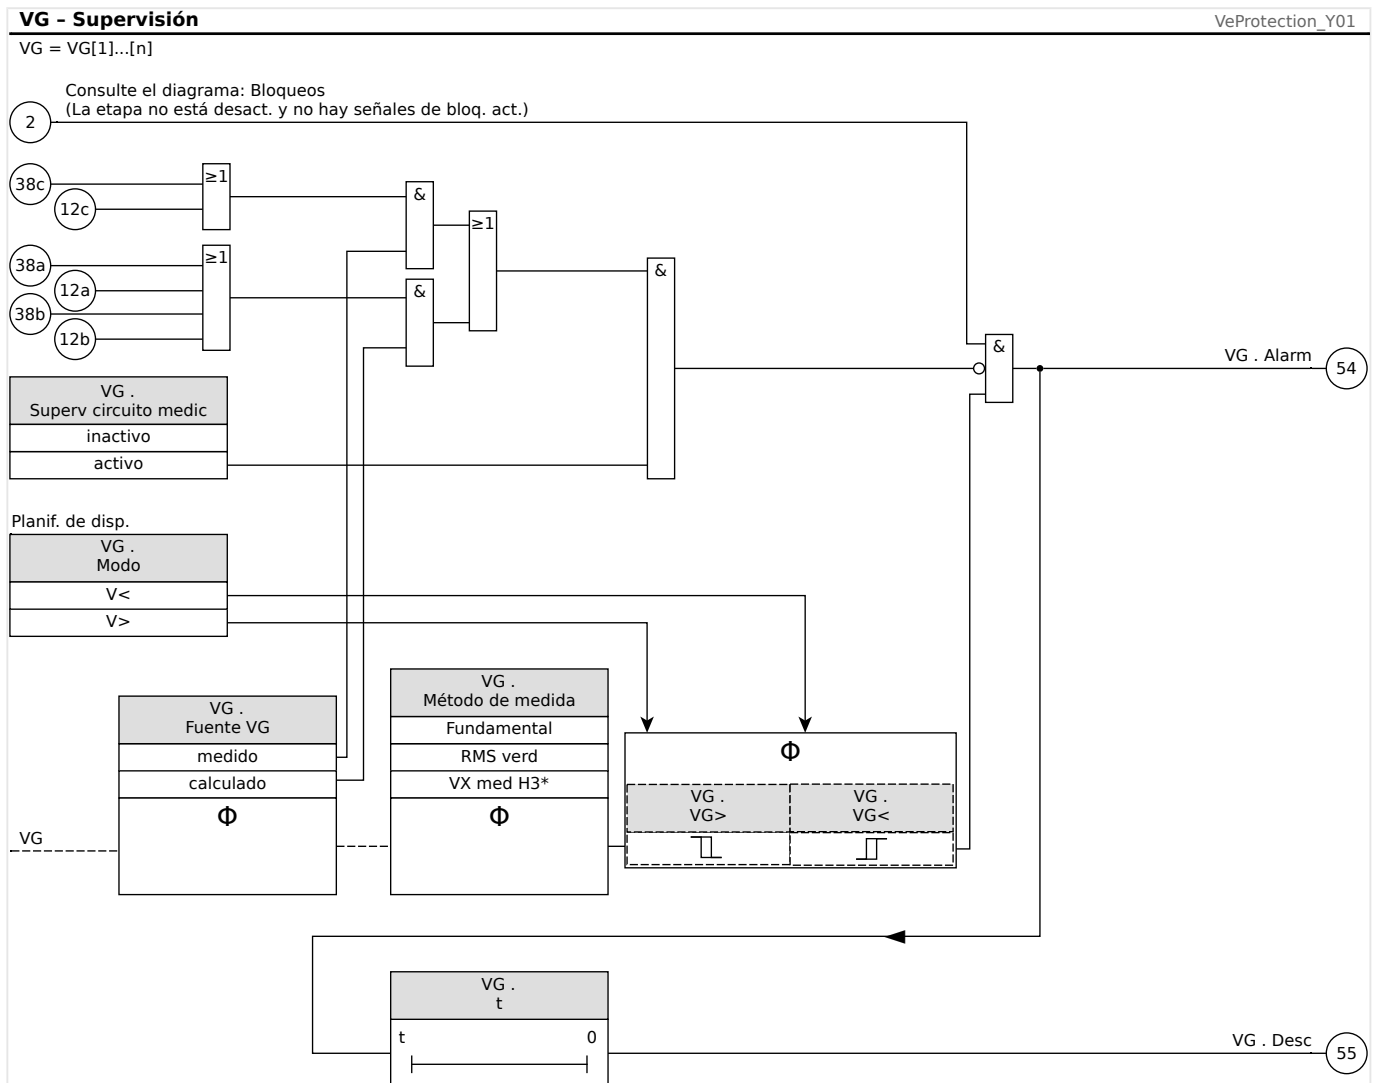 VG – Supervisión
VeProtection_Y01
VG = VG[1]...[n]
Consulte el diagrama: Bloqueos
(La etapa no está desact. y no hay señales de bloq. act.)
2
38c
12c
≥1
&
≥1
38a
12a
38b
12b
≥1
&
&
&
VG . Alarm
54
VG .
Superv circuito medic
inactivo
activo
Planif. de disp.
VG .
Modo
V<
V>
VG .
Fuente VG
medido
calculado
Φ
VG
VG .
Método de medida
Fundamental
RMS verd
VX med H3*
Φ
Φ
VG .
VG>
VG .
VG<
VG .
t
t 0
VG . Desc
55